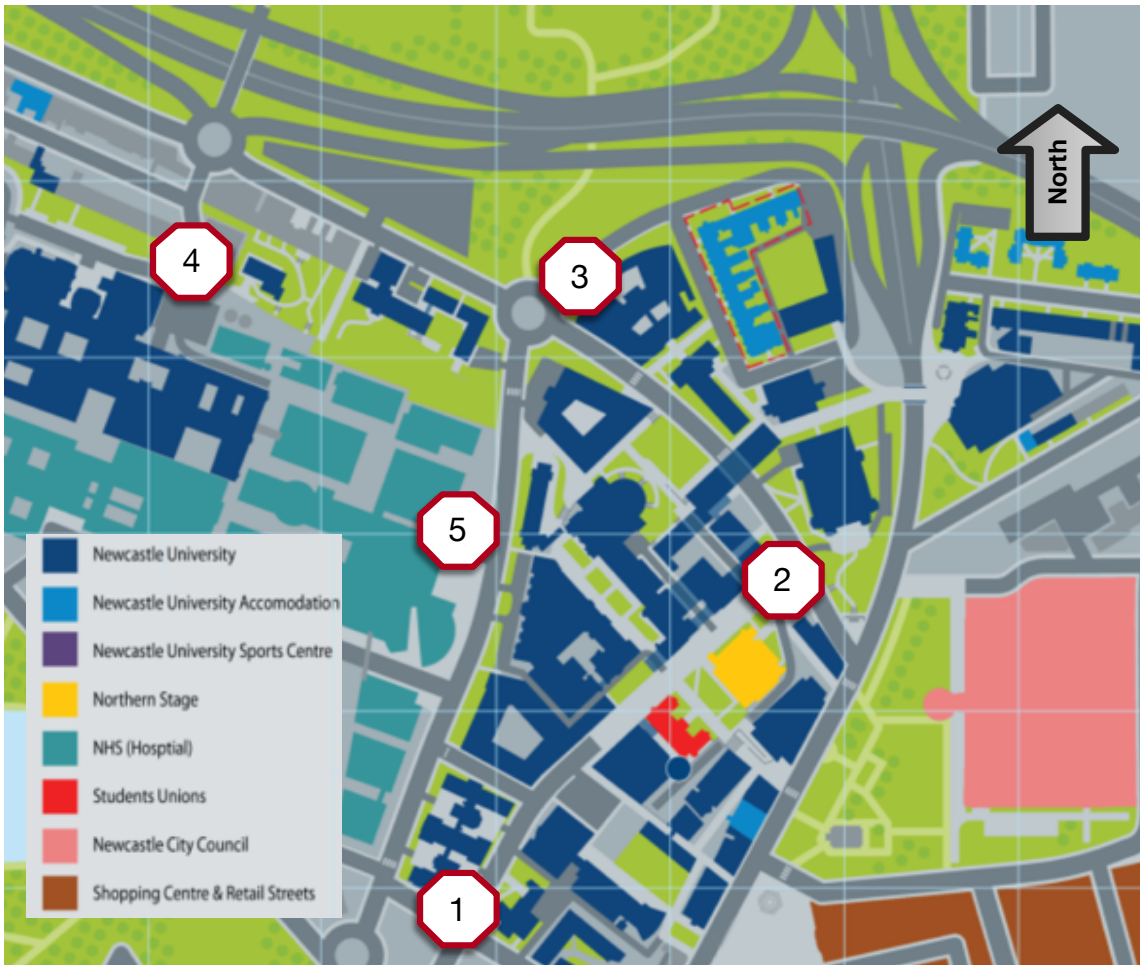 North
4
3
5
2
1
Newcastle University
Newcastle University Accomodation
Newcastle University Sports Centre
Northern Stage
NHS (Hosptial)
Students Unions
Newcastle City Council
Shopping Centre & Retail Streets